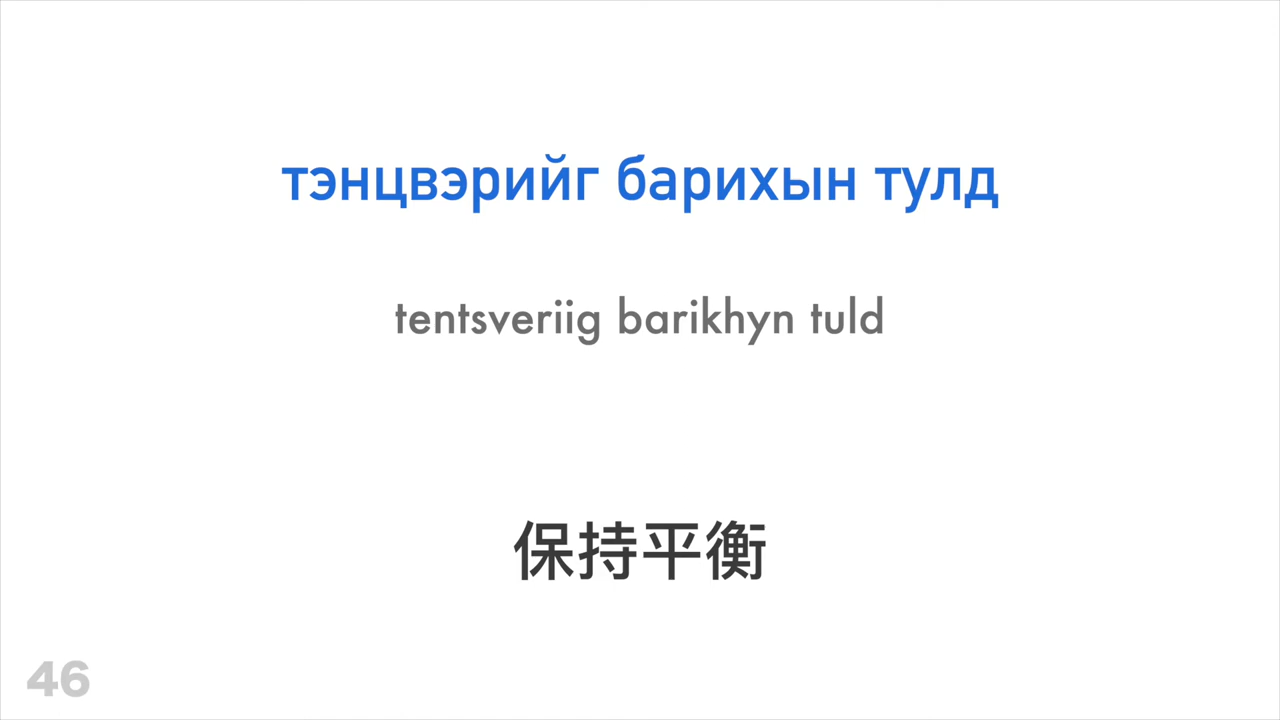 тэнцвэрийг барихын тулд
tentsveriig barikhyn tuld
保持平衡
46